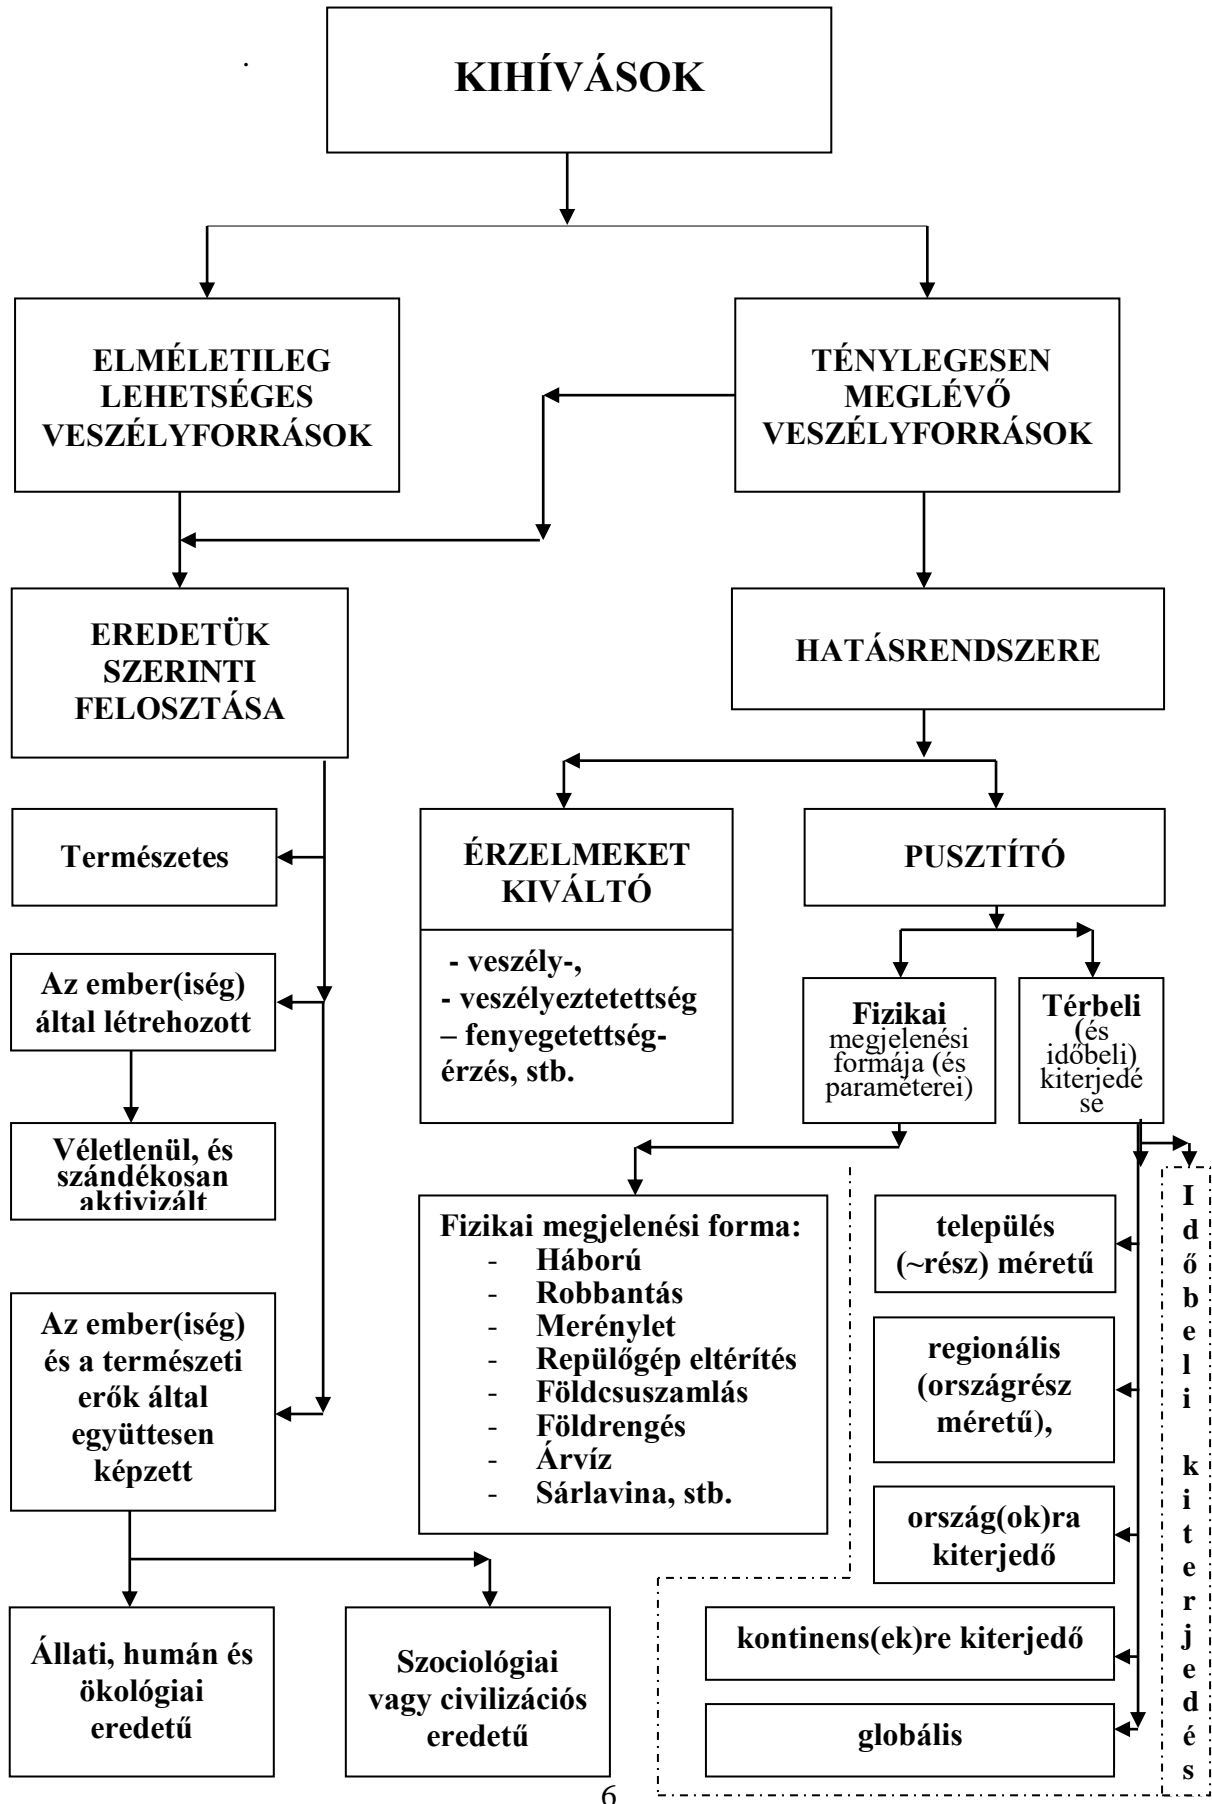 KIHÍVÁSOK
.
ELMÉLETILEG
LEHETSÉGES
VESZÉLYFORRÁSOK
TÉNYLEGESEN
MEGLÉVŐ
VESZÉLYFORRÁSOK
EREDETÜK
SZERINTI
FELOSZTÁSA
HATÁSRENDSZERE
Természetes
Az ember(iség)
által létrehozott
Véletlenül, és
szándékosan
aktivizált
Az ember(iség)
és a természeti
erők által
együttesen
képzett
Állati, humán és
ökológiai
eredetű
Szociológiai
vagy civilizációs
eredetű
ÉRZELMEKET
KIVÁLTÓ
- veszély-,
- veszélyeztetettség
– fenyegetettség-
érzés, stb.
PUSZTÍTÓ
Fizikai
megjelenési
formája (és
paraméterei)
Térbeli
(és
időbeli)
kiterjedé
se
Fizikai megjelenési forma:
- Háború
- Robbantás
- Merénylet
- Repülőgép eltérítés
- Földcsuszamlás
- Földrengés
- Árvíz
- Sárlavina, stb.
település
(~rész) méretű
regionális
(országrész
méretű),
ország(ok)ra
kiterjedő
kontinens(ek)re kiterjedő
globális
I
d
ő
b
e
l
i
k
i
t
e
r
j
e
d
é
s
6